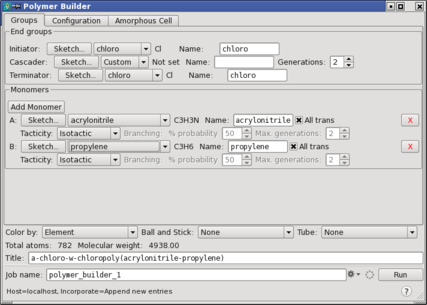 Polymer Builder
Groups Configuration Amorphous Cell
End groups
Initiator: Sketch... chloro Cl Name: chloro
Cascader: Sketch... Custom Not set Name: Generations: 2
Terminator: Sketch... chloro Cl Name: chloro
Monomers
Add Monomer
A: Sketch... acrylonitrile C3H3N Name: acrylonitrile All trans X
Tacticity: Isotactic Branching: % probability 50 Max. generations: 2
B: Sketch... propylene C3H6 Name: propylene All trans X
Tacticity: Isotactic Branching: % probability 50 Max. generations: 2
Color by: Element Ball and Stick: None Tube: None
Total atoms: 782 Molecular weight: 4938.00
Title: a-chloro-w-chloropoly(acrylonitrile-propylene)
Job name: polymer_builder_1 Run
Host=localhost, Incorporate=Append new entries ?